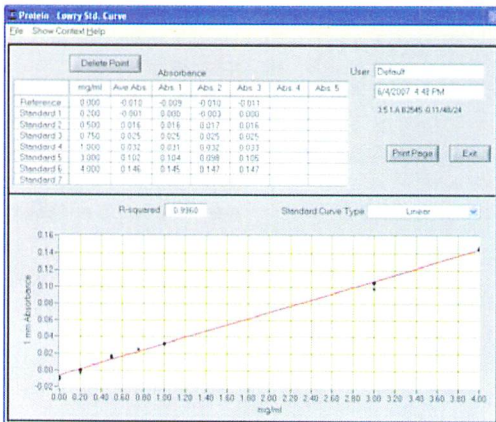 Protein - Lowry Std. Curve
File Show Context Help
Delete Point
Absorbance
User Default
6/4/2007 4:48 PM
mg/ml Ave Abs Abs. 1 Abs. 2 Abs. 3 Abs. 4 Abs. 5
Reference 0.000 -0.010 -0.009 -0.010 -0.011
Standard 1 0.200 -0.001 0.000 -0.003 0.000
Standard 2 0.500 0.016 0.016 0.017 0.016
Standard 3 0.750 0.025 0.025 0.025 0.025
Standard 4 1.000 0.032 0.031 0.032 0.033
Standard 5 3.000 0.102 0.104 0.098 0.105
Standard 6 4.000 0.146 0.145 0.147 0.147
Standard 7
Print Page Exit
R-squared 0.9960
Standard Curve Type Linear
1 mm Absorbance
0.16
0.14
0.12
0.10
0.08
0.06
0.04
0.02
0.00
-0.02
0.00 0.20 0.40 0.60 0.80 1.00 1.20 1.40 1.60 1.80 2.00 2.20 2.40 2.60 2.80 3.00 3.20 3.40 3.60 3.80 4.00
mg/ml